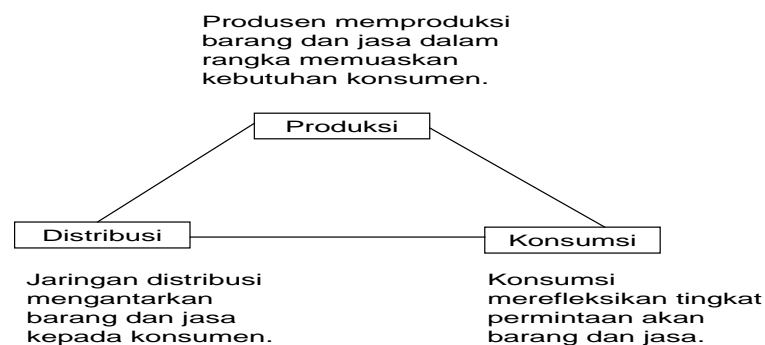 Produsen memproduksi
barang dan jasa dalam
rangka memuaskan
kebutuhan konsumen.
Produksi
Distribusi
Konsumsi
Jaringan distribusi
mengantarkan
barang dan jasa
kepada konsumen.
Konsumsi
merefleksikan tingkat
permintaan akan
barang dan jasa.